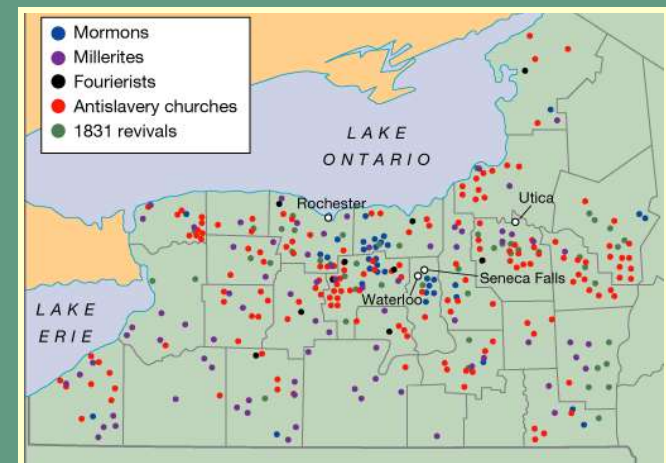 Mormons
Millerites
Fourierists
Antislavery churches
1831 revivals
LAKE
ONTARIO
Rochester
Utica
Seneca Falls
Waterloo
LAKE
ERIE